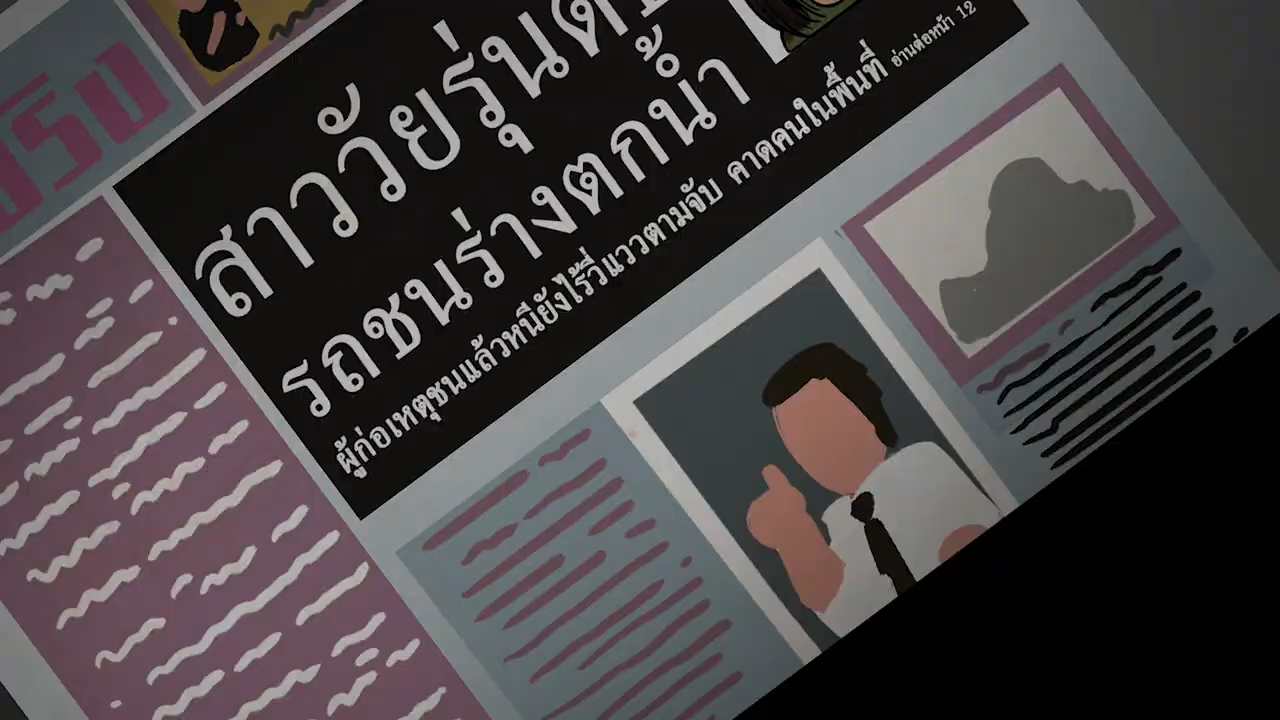 สาววัยรุ่นด
รถชนร่างตกน้ำ
ผู้ก่อเหตุชนแล้วหนียังไร้วี่แววตามจับ คาดคนในพื้นที่ อ่านต่อหน้า 12